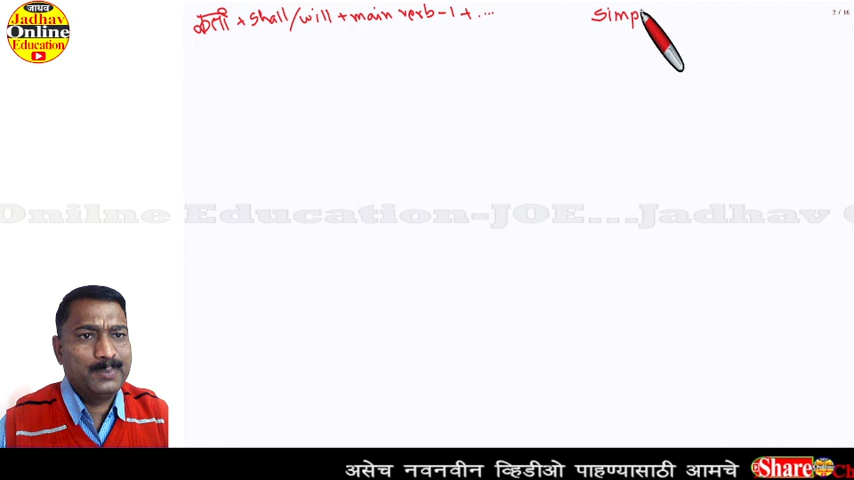 जाधव
Jadhav
Online
Education
कर्ता + shall/will + main verb-1 + ....
simp
2 / 16
Onilne Education-JOE...Jadhav
असेच नवनवीन व्हिडीओ पाहण्यासाठी आमचे Share Ch